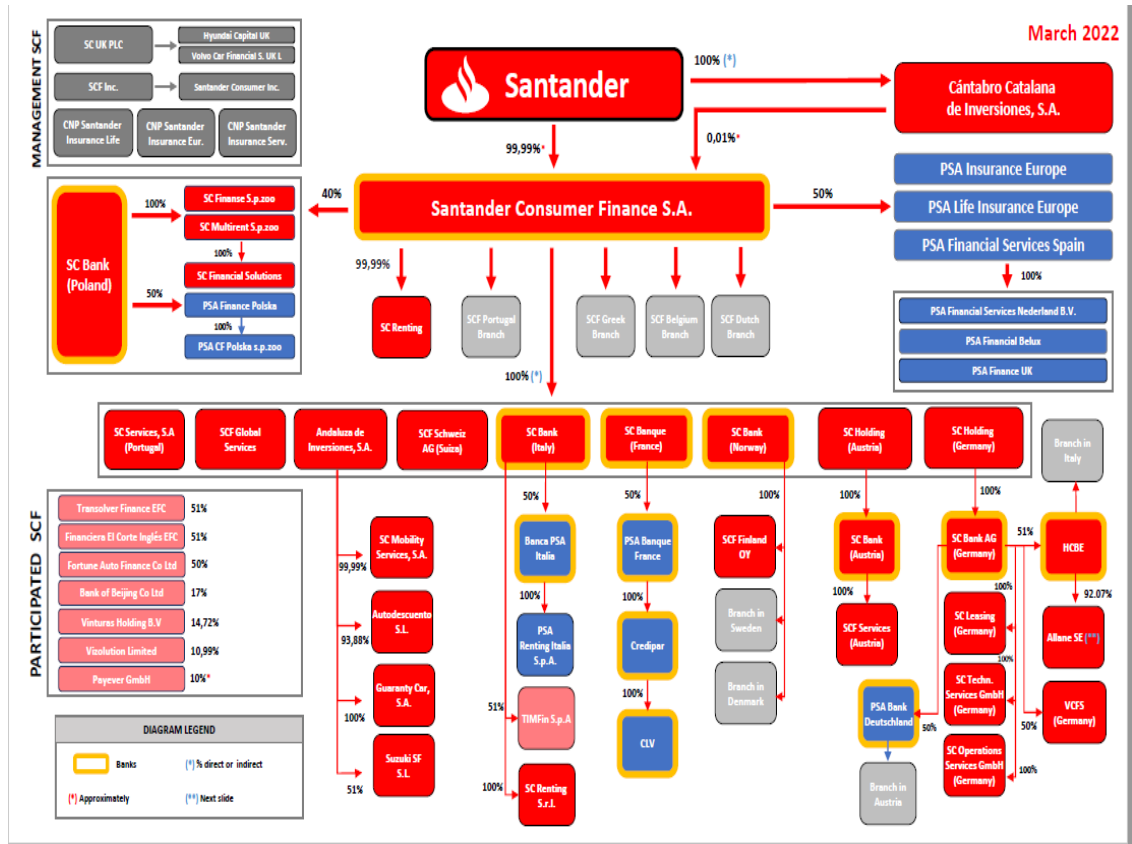 March 2022
MANAGEMENT SCF
SC UK PLC
Hyundai Capital UK
Volvo Car Financial S. UK L
SCF Inc.
Santander Consumer Inc.
CNP Santander
Insurance Life
CNP Santander
Insurance Eur.
CNP Santander
Insurance Serv.
Santander
100% (*)
Cántabro Catalana
de Inversiones, S.A.
99,99%*
0,01%*
Santander Consumer Finance S.A.
40%
50%
SC Bank
(Poland)
100%
SC Finanse S.p.zoo
SC Multirent S.p.zoo
100%
SC Financial Solutions
50%
PSA Finance Polska
100%
PSA CF Polska s.p.zoo
PSA Insurance Europe
PSA Life Insurance Europe
PSA Financial Services Spain
100%
PSA Financial Services Nederland B.V.
PSA Financial Belux
PSA Finance UK
99,99%
SC Renting
SCF Portugal
Branch
SCF Greek
Branch
SCF Belgium
Branch
SCF Dutch
Branch
100% (*)
SC Services, S.A
(Portugal)
SCF Global
Services
Andaluza de
Inversiones, S.A.
SCF Schweiz
AG (Suiza)
SC Bank
(Italy)
SC Banque
(France)
SC Bank
(Norway)
SC Holding
(Austria)
SC Holding
(Germany)
Branch in
Italy
PARTICIPATED SCF
Transolver Finance EFC
51%
Financiera El Corte Inglés EFC
51%
Fortune Auto Finance Co Ltd
50%
Bank of Beijing Co Ltd
17%
Vinturas Holding B.V
14,72%
Vizolution Limited
10,99%
Payever GmbH
10%*
99,99%
SC Mobility
Services, S.A.
93,88%
Autodescuento
S.L.
100%
Guaranty Car,
S.A.
51%
Suzuki SF
S.L.
50%
Banca PSA
Italia
100%
PSA
Renting Italia
S.p.A.
51%
TIMFin S.p.A
100%
SC Renting
S.r.l.
50%
PSA Banque
France
100%
Credipar
100%
CLV
100%
SCF Finland
OY
Branch in
Sweden
Branch in
Denmark
100%
SC Bank
(Austria)
100%
SCF Services
(Austria)
100%
SC Bank AG
(Germany)
51%
HCBE
92.07%
Allane SE (**)
100%
SC Leasing
(Germany)
100%
SC Techn.
Services GmbH
(Germany)
100%
SC Operations
Services GmbH
(Germany)
50%
VCFS
(Germany)
50%
PSA Bank
Deutschland
Branch in
Austria
DIAGRAM LEGEND
Banks
(*) % direct or indirect
(*) Approximately
(**) Next slide